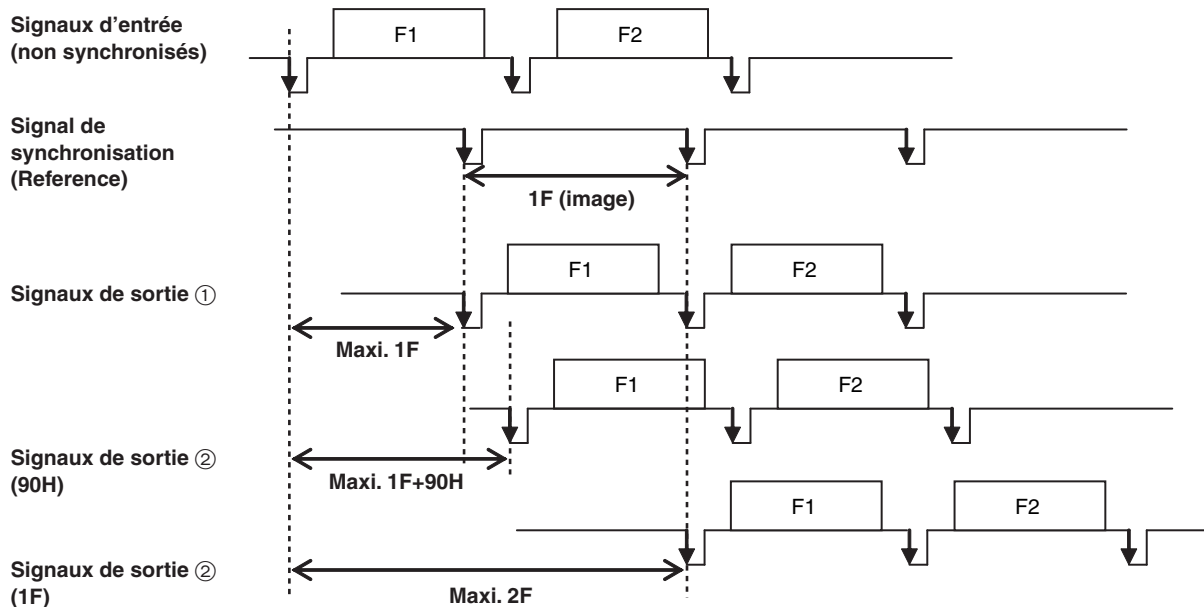 Signaux d'entrée
(non synchronisés)
F1
F2
Signal de
synchronisation
(Reference)
1F (image)
F1
F2
Signaux de sortie ①
Maxi. 1F
F1
F2
Signaux de sortie ②
(90H)
Maxi. 1F+90H
F1
F2
Signaux de sortie ②
(1F)
Maxi. 2F